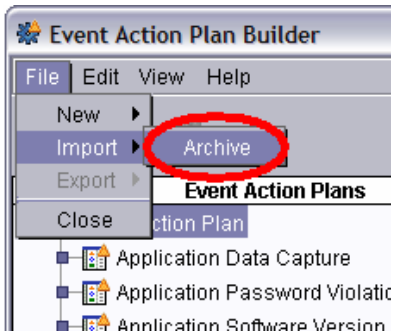 Event Action Plan Builder
File Edit View Help
New
Import Archive
Export
Event Action Plans
Close
ction Plan
Application Data Capture
Application Password Violatio
Application Software Version